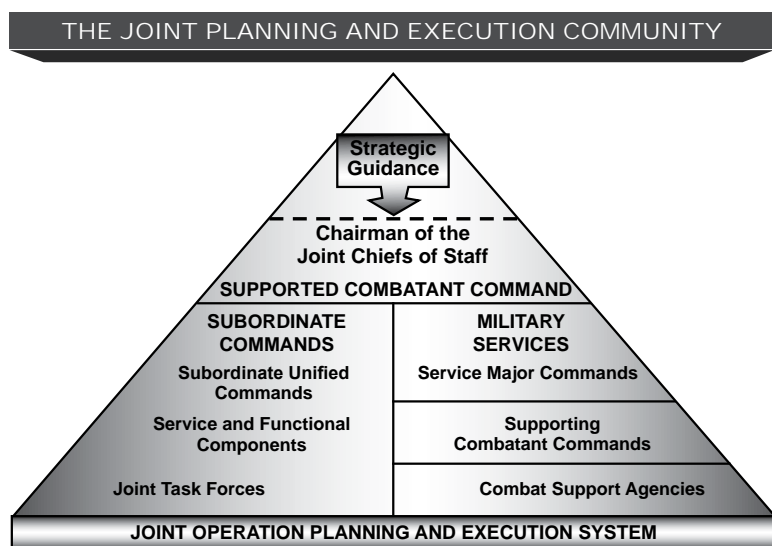 THE JOINT PLANNING AND EXECUTION COMMUNITY
Strategic
Guidance
Chairman of the
Joint Chiefs of Staff
SUPPORTED COMBATANT COMMAND
SUBORDINATE
COMMANDS
Subordinate Unified
Commands
Service and Functional
Components
Joint Task Forces
MILITARY
SERVICES
Service Major Commands
Supporting
Combatant Commands
Combat Support Agencies
JOINT OPERATION PLANNING AND EXECUTION SYSTEM